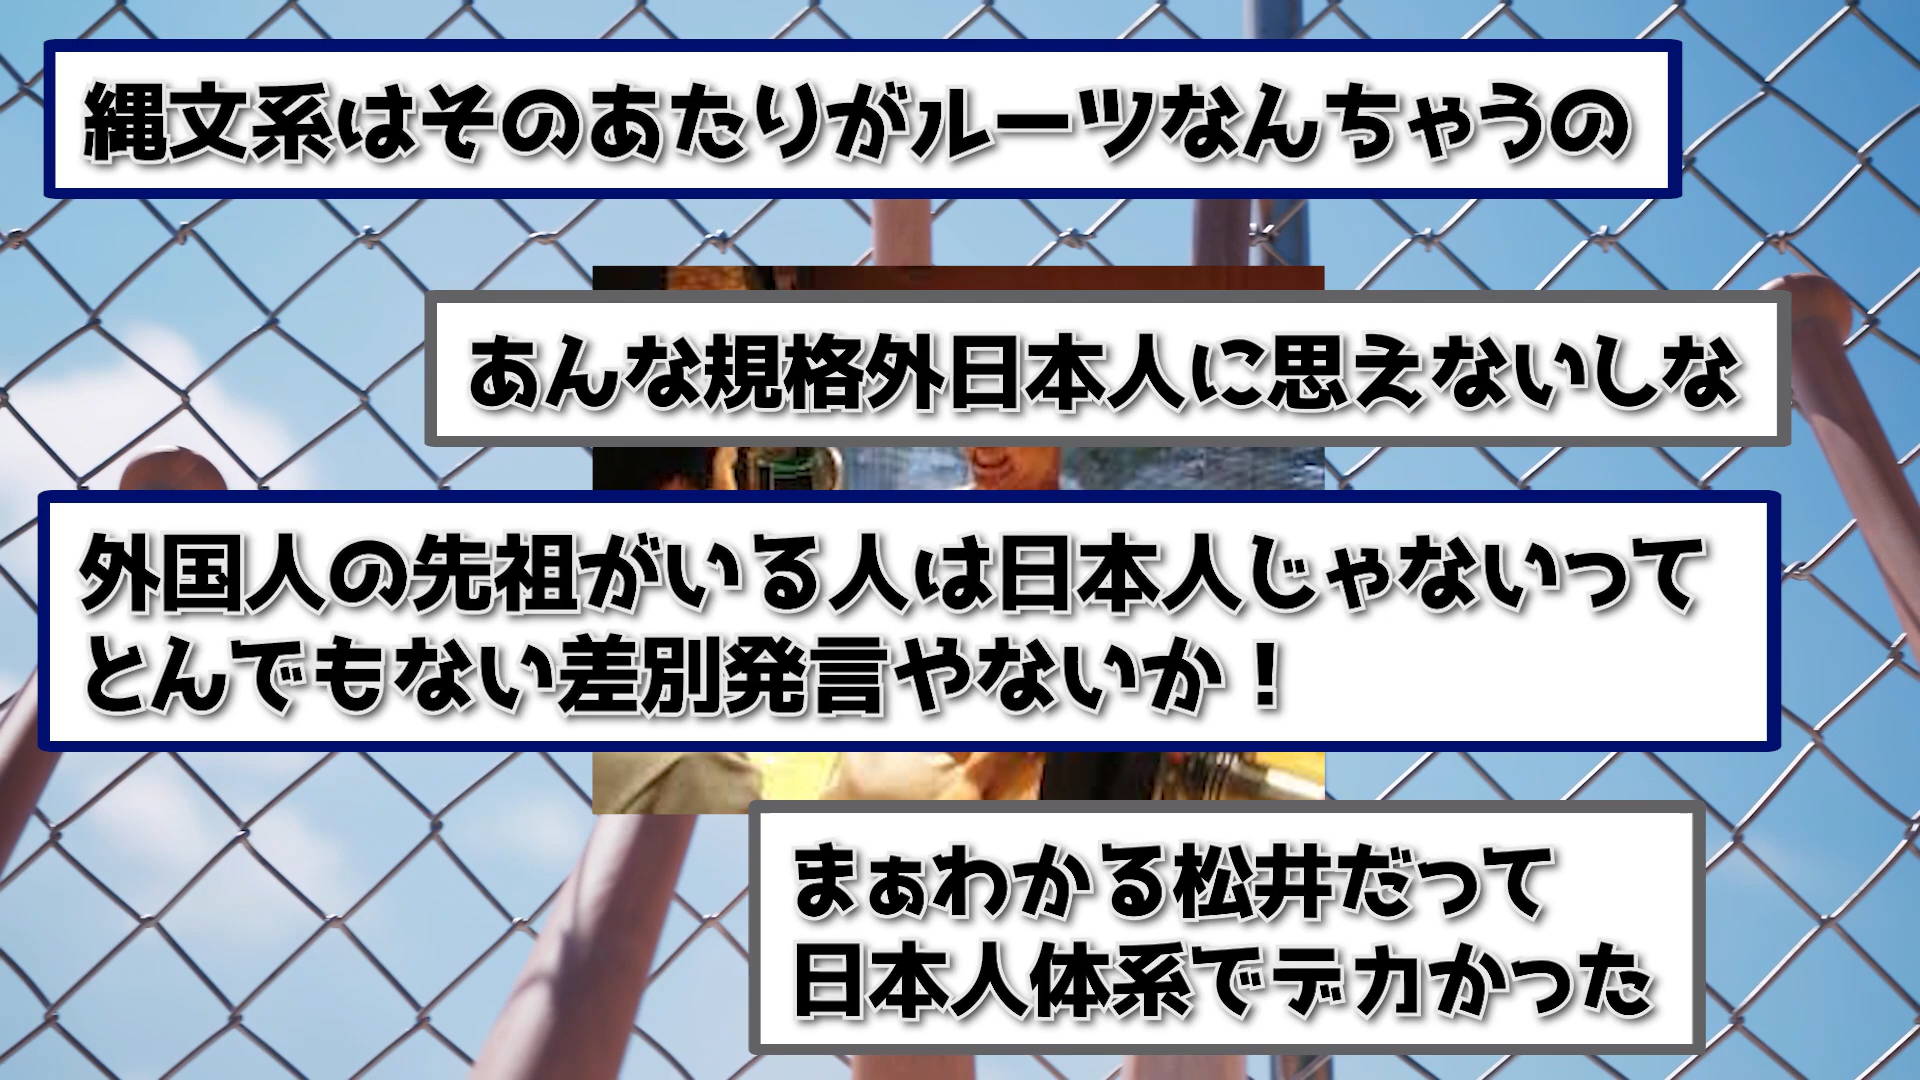 縄文系はそのあたりがルーツなんちゃうの
あんな規格外日本人に思えないしな
外国人の先祖がいる人は日本人じゃないって
とんでもない差別発言やないか！
まぁわかる松井だって
日本人体系でデカかった